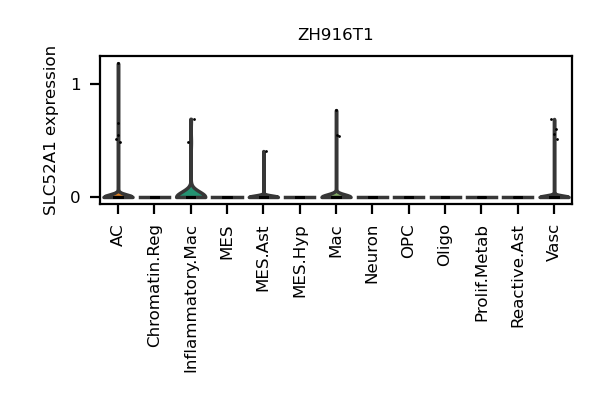 ZH916T1
SLC52A1 expression
1
0
AC
Chromatin.Reg
Inflammatory.Mac
MES
MES.Ast
MES.Hyp
Mac
Neuron
OPC
Oligo
Prolif.Metab
Reactive.Ast
Vasc